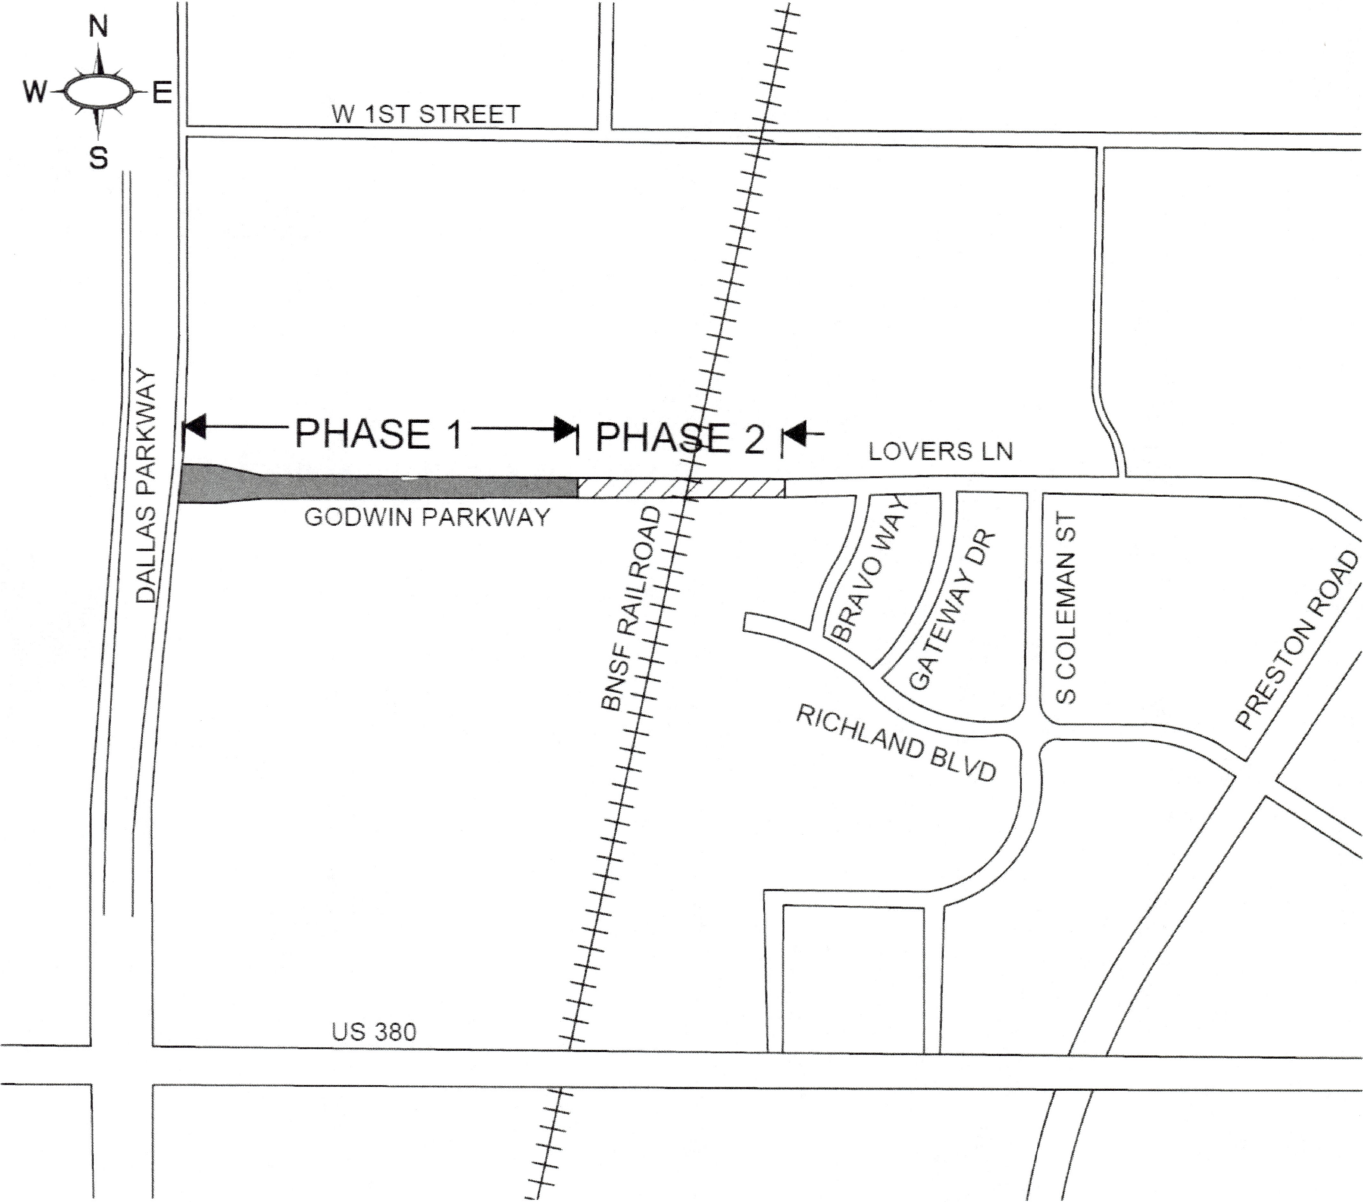 N
W E
S
W 1ST STREET
DALLAS PARKWAY
PHASE 1
PHASE 2
LOVERS LN
GODWIN PARKWAY
BNSF RAILROAD
BRAVO WAY
GATEWAY DR
S COLEMAN ST
PRESTON ROAD
RICHLAND BLVD
US 380